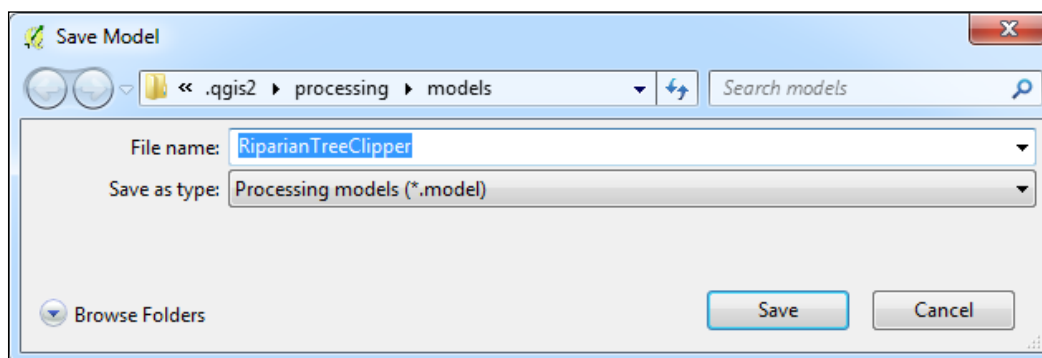 Save Model
« .qgis2 ▸ processing ▸ models
Search models
File name: RiparianTreeClipper
Save as type: Processing models (*.model)
Browse Folders
Save
Cancel